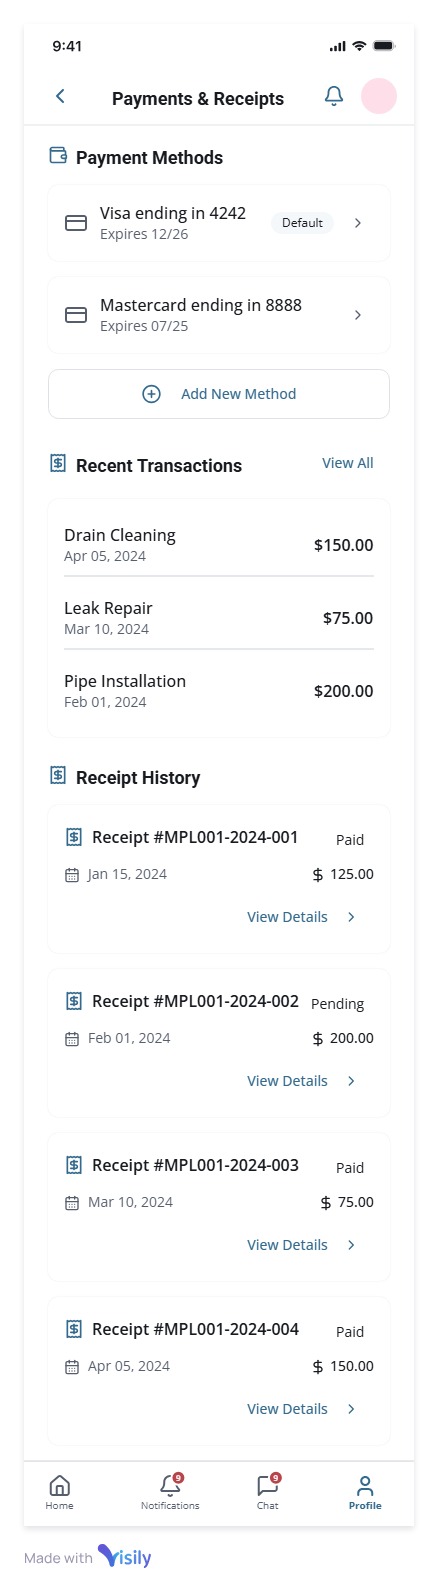 9:41
Payments & Receipts
Payment Methods
Visa ending in 4242
Default
Expires 12/26
Mastercard ending in 8888
Expires 07/25
Add New Method
Recent Transactions View All
Drain Cleaning
Apr 05, 2024
$150.00
Leak Repair
Mar 10, 2024
$75.00
Pipe Installation
Feb 01, 2024
$200.00
Receipt History
Receipt #MPL001-2024-001 Paid
Jan 15, 2024 $ 125.00
View Details
Receipt #MPL001-2024-002 Pending
Feb 01, 2024 $ 200.00
View Details
Receipt #MPL001-2024-003 Paid
Mar 10, 2024 $ 75.00
View Details
Receipt #MPL001-2024-004 Paid
Apr 05, 2024 $ 150.00
View Details
9 9
Home Notifications Chat Profile
Made with Visily